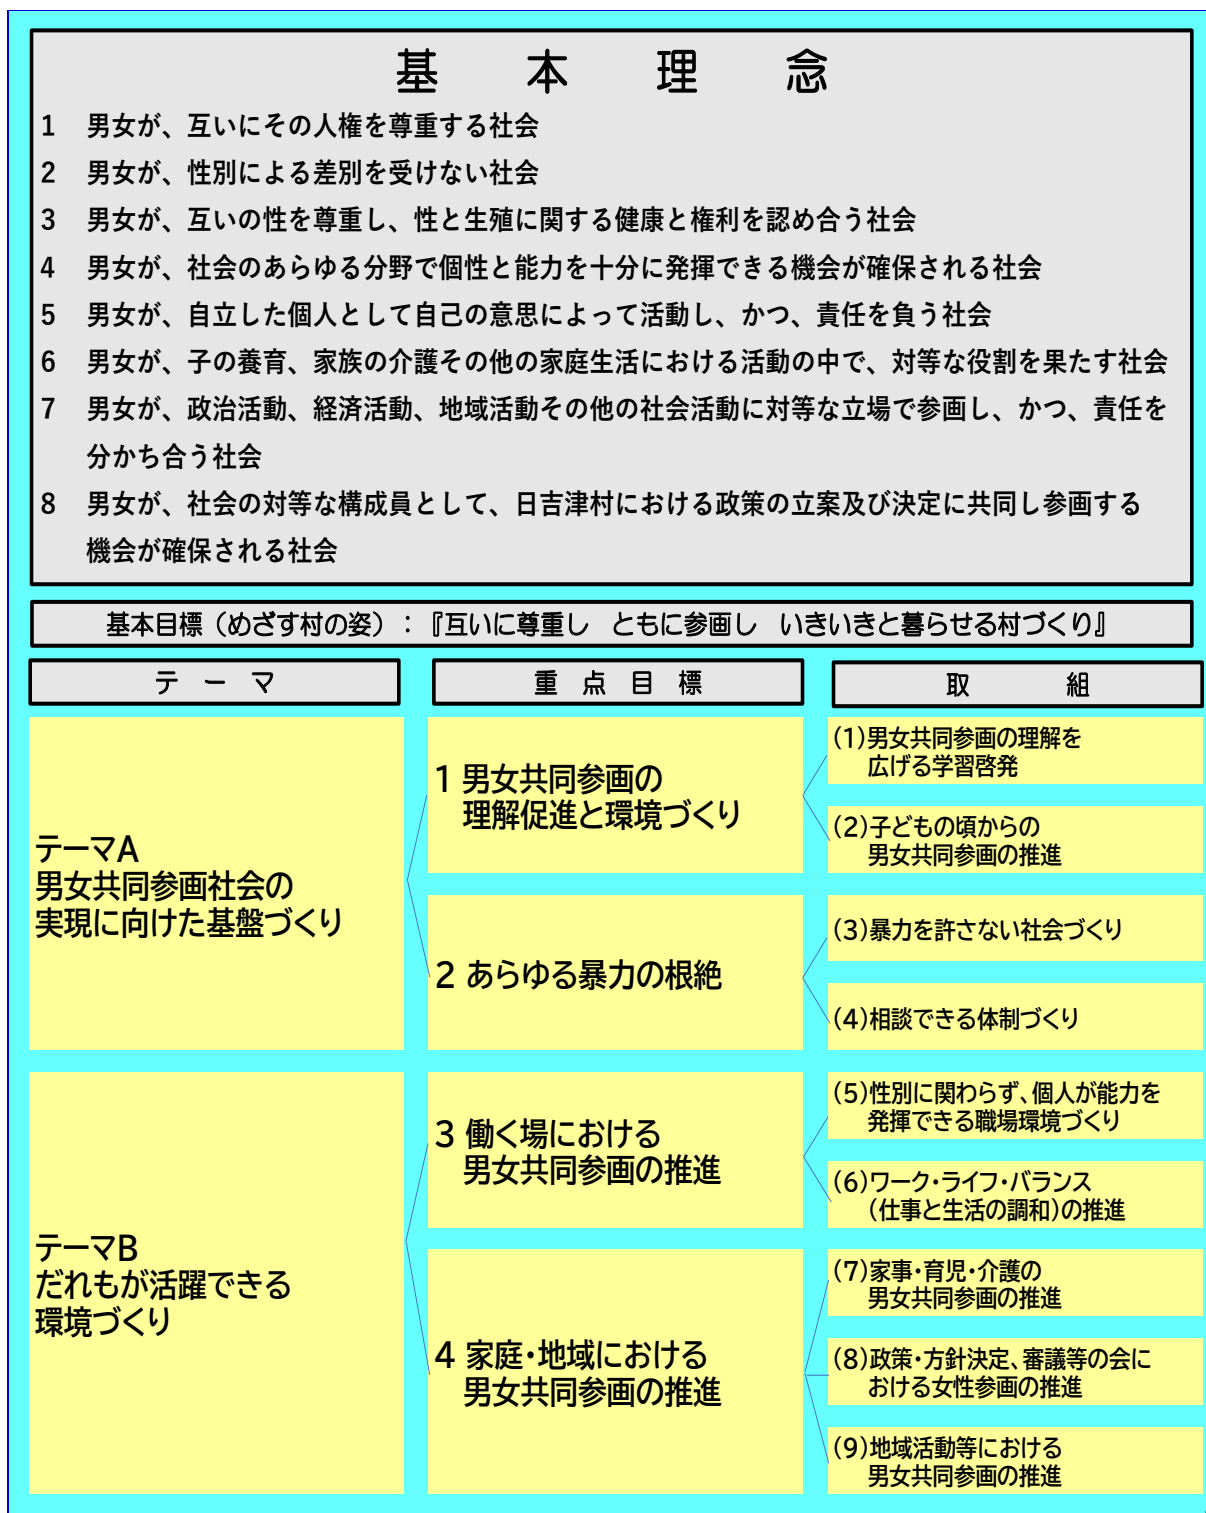 基本理念
1 男女が、互いにその人権を尊重する社会
2 男女が、性別による差別を受けない社会
3 男女が、互いの性を尊重し、性と生殖に関する健康と権利を認め合う社会
4 男女が、社会のあらゆる分野で個性と能力を十分に発揮できる機会が確保される社会
5 男女が、自立した個人として自己の意思によって活動し、かつ、責任を負う社会
6 男女が、子の養育、家族の介護その他の家庭生活における活動の中で、対等な役割を果たす社会
7 男女が、政治活動、経済活動、地域活動その他の社会活動に対等な立場で参画し、かつ、責任を
分かち合う社会
8 男女が、社会の対等な構成員として、日吉津村における政策の立案及び決定に共同し参画する
機会が確保される社会
基本目標（めざす村の姿）：『互いに尊重し ともに参画し いきいきと暮らせる村づくり』
テーマ
重点目標
取組
テーマA
男女共同参画社会の
実現に向けた基盤づくり
1 男女共同参画の
理解促進と環境づくり
(1)男女共同参画の理解を
広げる学習啓発
(2)子どもの頃からの
男女共同参画の推進
2 あらゆる暴力の根絶
(3)暴力を許さない社会づくり
(4)相談できる体制づくり
テーマB
だれもが活躍できる
環境づくり
3 働く場における
男女共同参画の推進
(5)性別に関わらず、個人が能力を
発揮できる職場環境づくり
(6)ワーク・ライフ・バランス
(仕事と生活の調和)の推進
4 家庭・地域における
男女共同参画の推進
(7)家事・育児・介護の
男女共同参画の推進
(8)政策・方針決定、審議等の会に
おける女性参画の推進
(9)地域活動等における
男女共同参画の推進